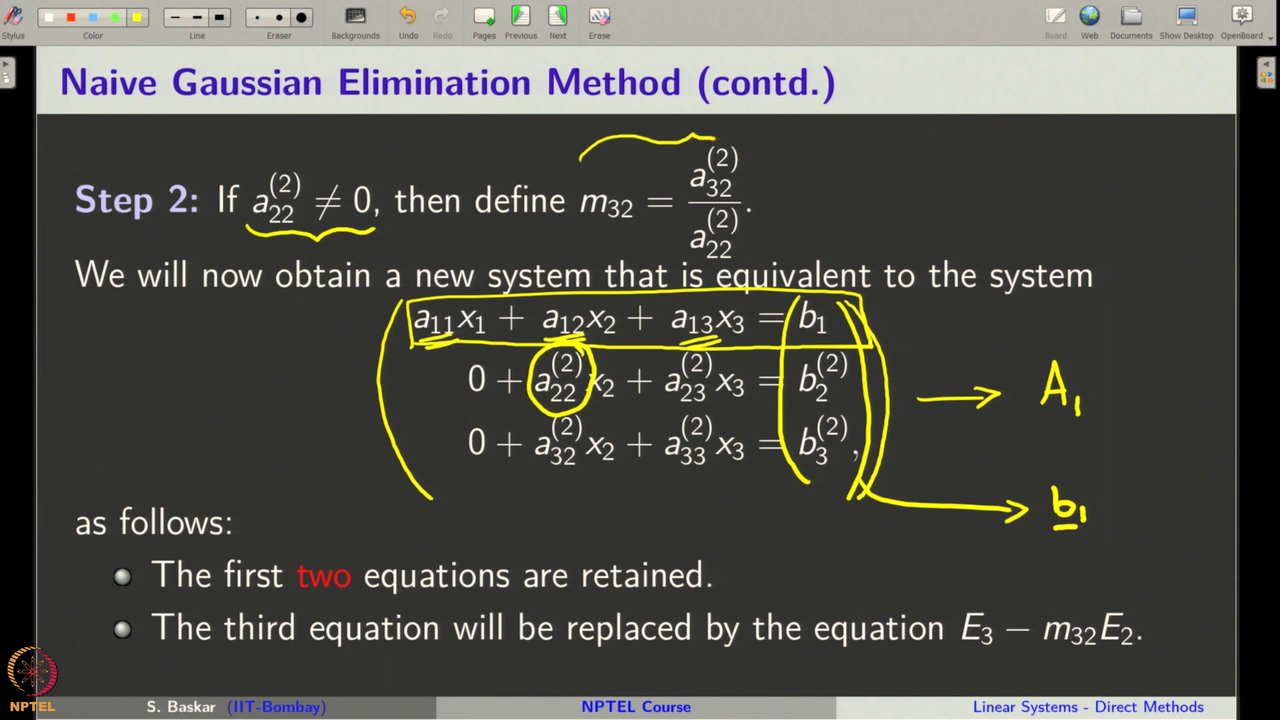 Stylus
Color
Line
Eraser
Backgrounds
Undo
Redo
Pages
Previous
Next
Erase
Board
Web
Documents
Show Desktop
OpenBoard
Naive Gaussian Elimination Method (contd.)
Step 2: If a_{22}^{(2)} ≠ 0, then define m_{32} = \frac{a_{32}^{(2)}}{a_{22}^{(2)}}.
We will now obtain a new system that is equivalent to the system
a_{11}x_1 + a_{12}x_2 + a_{13}x_3 = b_1
0 + a_{22}^{(2)}x_2 + a_{23}^{(2)}x_3 = b_2^{(2)}
A_1
0 + a_{32}^{(2)}x_2 + a_{33}^{(2)}x_3 = b_3^{(2)},
b_1
as follows:
The first two equations are retained.
The third equation will be replaced by the equation E_3 − m_{32}E_2.
NPTEL
S. Baskar (IIT-Bombay)
NPTEL Course
Linear Systems - Direct Methods